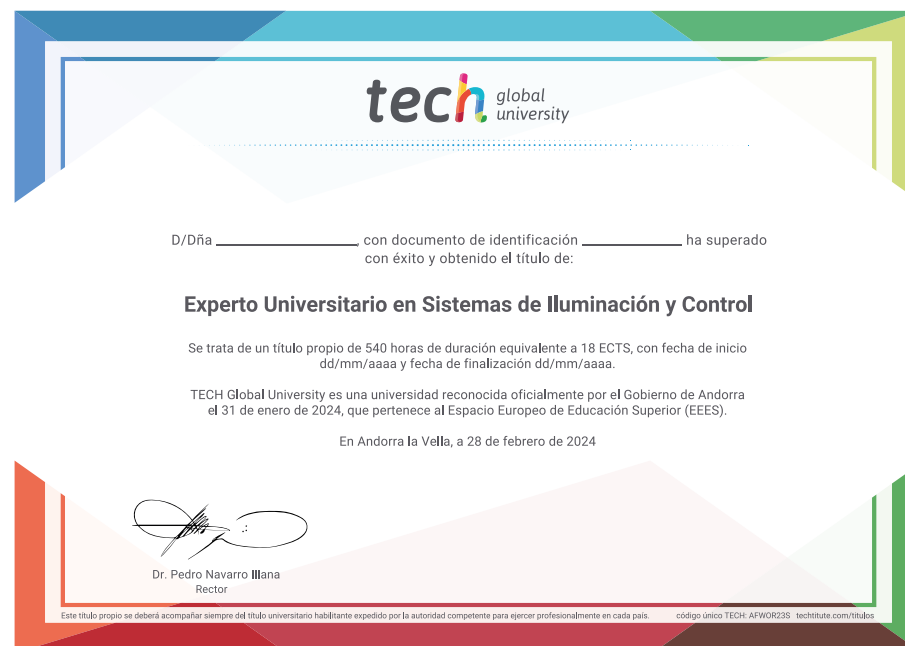 tech global university
D/Dña ____________________, con documento de identificación ______________ ha superado
con éxito y obtenido el título de:
Experto Universitario en Sistemas de Iluminación y Control
Se trata de un título propio de 540 horas de duración equivalente a 18 ECTS, con fecha de inicio
dd/mm/aaaa y fecha de finalización dd/mm/aaaa.
TECH Global University es una universidad reconocida oficialmente por el Gobierno de Andorra
el 31 de enero de 2024, que pertenece al Espacio Europeo de Educación Superior (EEES).
En Andorra la Vella, a 28 de febrero de 2024
Dr. Pedro Navarro Illana
Rector
Este título propio se deberá acompañar siempre del título universitario habilitante expedido por la autoridad competente para ejercer profesionalmente en cada país. código único TECH: AFWOR23S techtitute.com/titulos